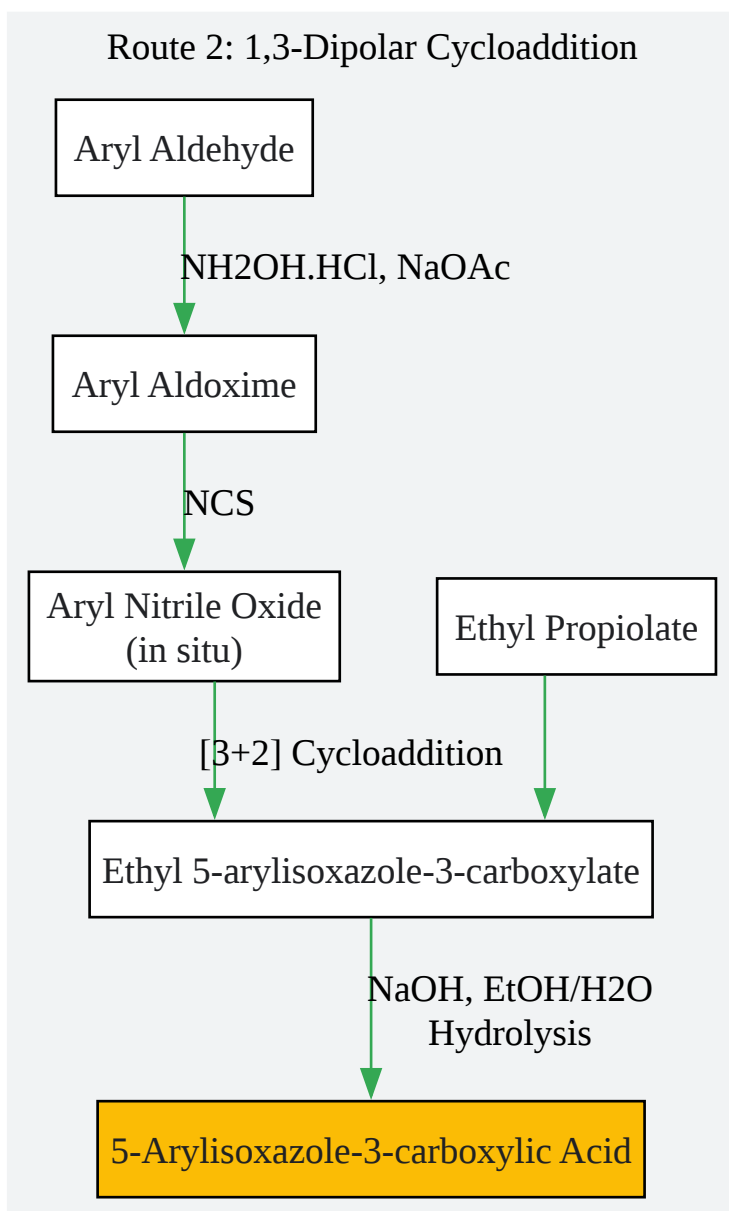 Route 2: 1,3-Dipolar Cycloaddition
Aryl Aldehyde
NH2OH.HCl, NaOAc
Aryl Aldoxime
NCS
Aryl Nitrile Oxide
(in situ)
Ethyl Propiolate
[3+2] Cycloaddition
Ethyl 5-arylisoxazole-3-carboxylate
NaOH, EtOH/H2O
Hydrolysis
5-Arylisoxazole-3-carboxylic Acid